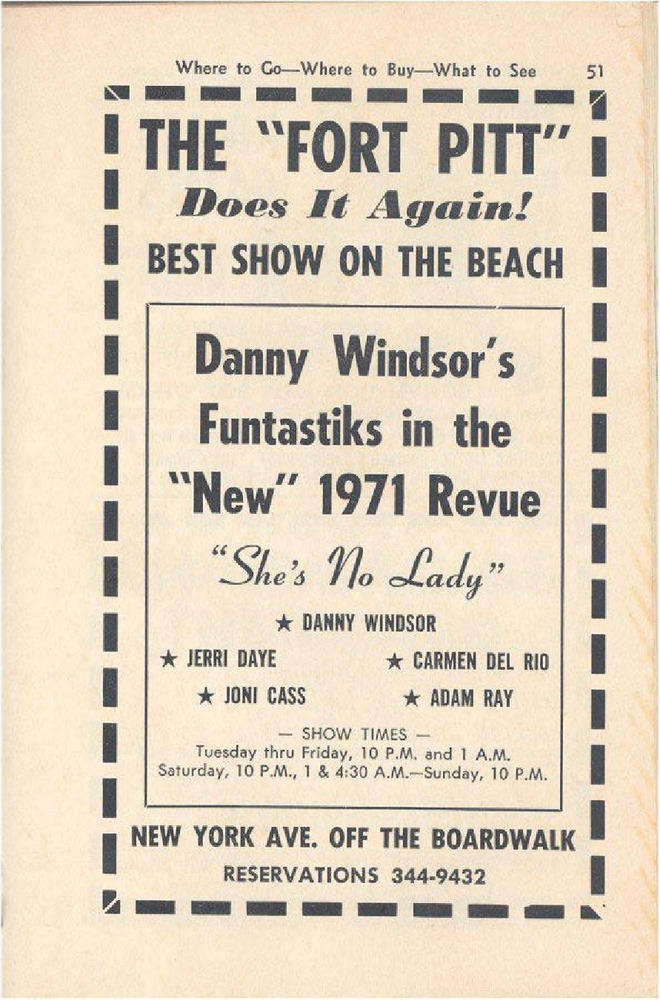 Where to Go—Where to Buy—What to See 51
THE "FORT PITT"
Does It Again!
BEST SHOW ON THE BEACH
Danny Windsor's
Funtastiks in the
"New" 1971 Revue
"She's No Lady"
★ DANNY WINDSOR
★ JERRI DAYE ★ CARMEN DEL RIO
★ JONI CASS ★ ADAM RAY
— SHOW TIMES —
Tuesday thru Friday, 10 P.M. and 1 A.M.
Saturday, 10 P.M., 1 & 4:30 A.M.—Sunday, 10 P.M.
NEW YORK AVE. OFF THE BOARDWALK
RESERVATIONS 344-9432